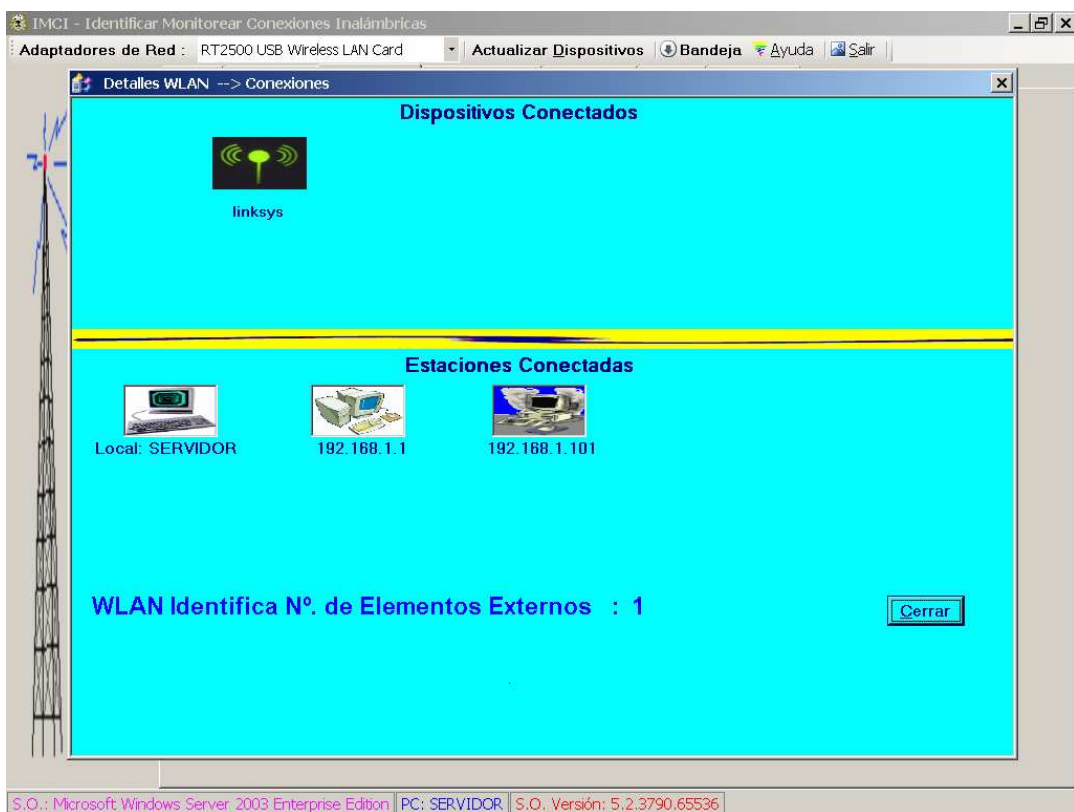 IMCI - Identificar Monitorear Conexiones Inalámbricas
Adaptadores de Red : RT2500 USB Wireless LAN Card Actualizar Dispositivos Bandeja Ayuda Salir
Detalles WLAN --> Conexiones
Dispositivos Conectados
linksys
Estaciones Conectadas
Local: SERVIDOR 192.168.1.1 192.168.1.101
WLAN Identifica Nº. de Elementos Externos : 1
Cerrar
S.O.: Microsoft Windows Server 2003 Enterprise Edition PC: SERVIDOR S.O. Versión: 5.2.3790.65536